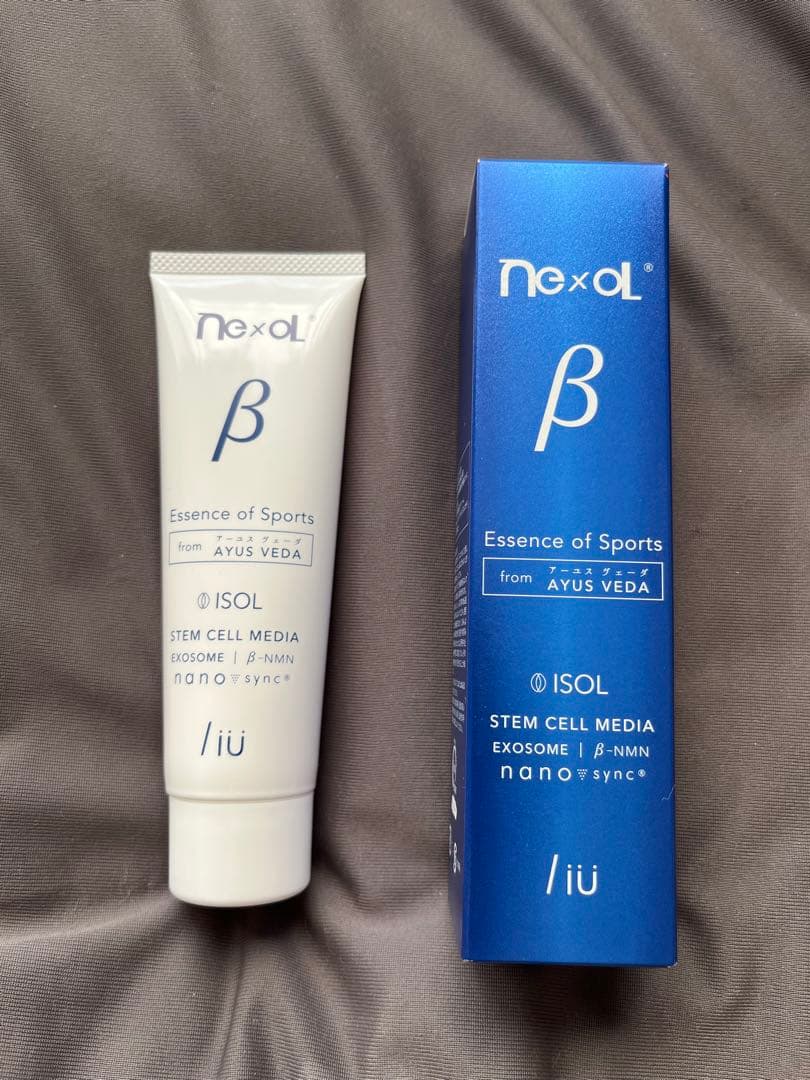 nexoL®
β
Essence of Sports
アーユス ヴェーダ
from AYUS VEDA
ISOL
STEM CELL MEDIA
EXOSOME | β-NMN
nano sync®
/iü
nexoL®
β
Essence of Sports
アーユス ヴェーダ
from AYUS VEDA
ISOL
STEM CELL MEDIA
EXOSOME | β-NMN
nano sync®
/iü